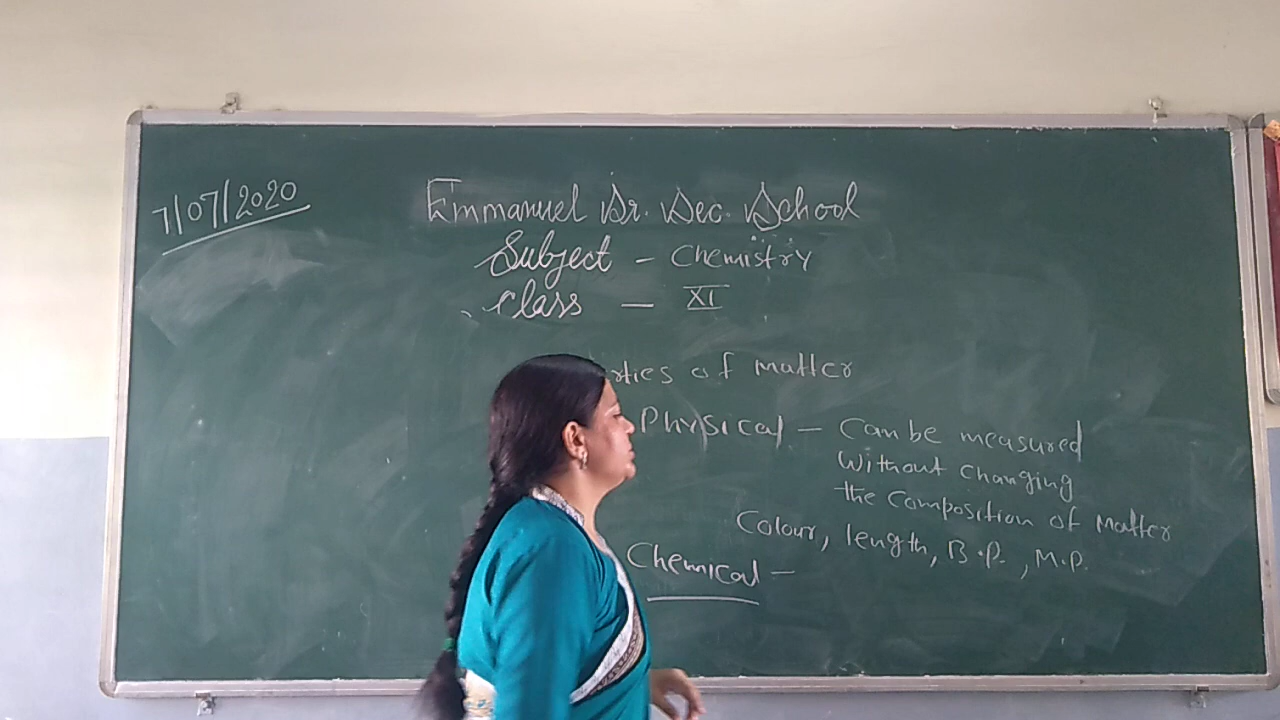 7/07/2020
Emmanuel Sr. Sec. School
Subject - Chemistry
Class - XI
rties of matter
Physical - Can be measured
Without changing
the composition of matter
Colour, length, B.P., M.P.
Chemical -